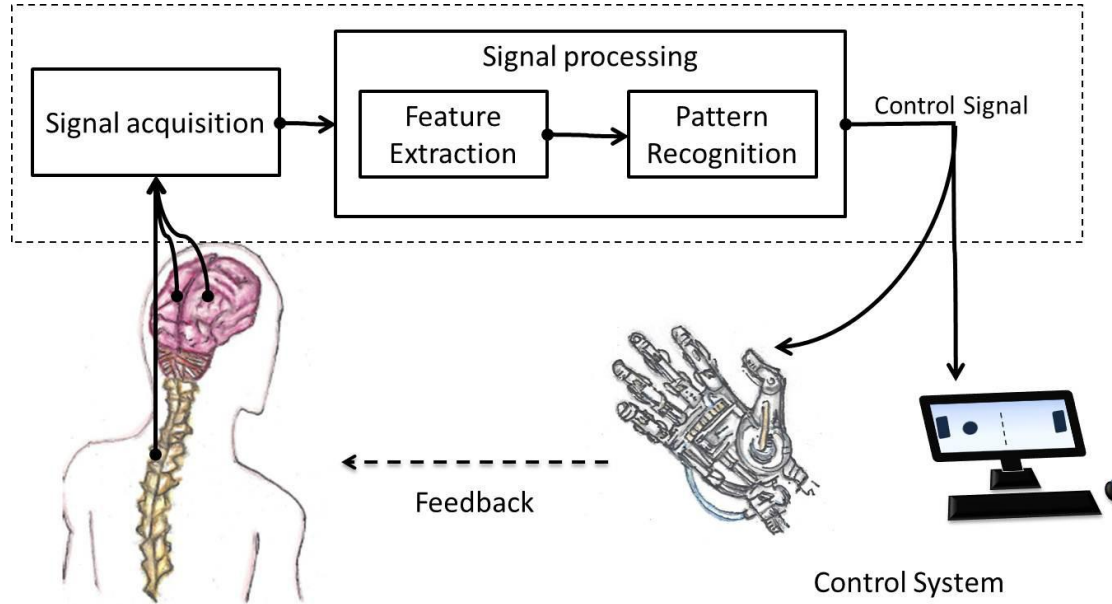 Signal processing
Signal acquisition
Feature
Extraction
Pattern
Recognition
Control Signal
Feedback
Control System